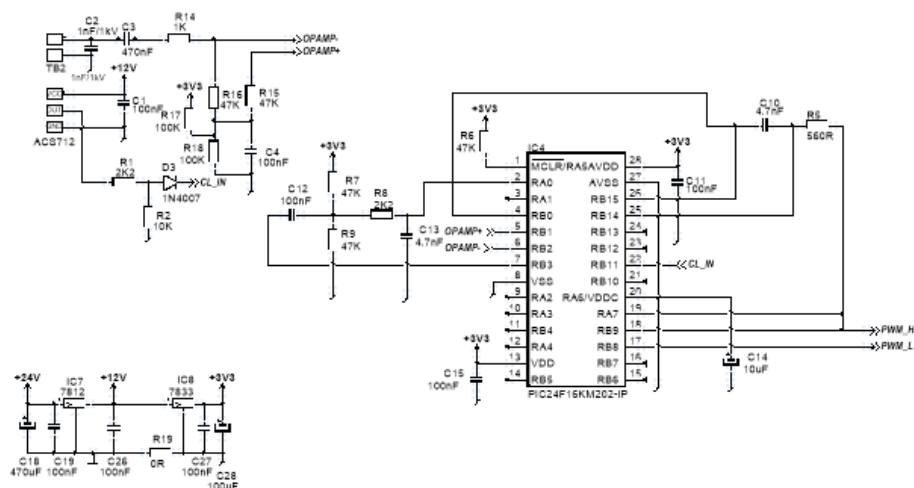 C2
1nF/1kV
C3
470nF
R14
1K
OPAMP-
OPAMP+
TB2
1nF/1kV
+12V
VCC
OUT
GND
ACS712
C1
100nF
+3V3
R17
100K
R16
47K
R15
47K
R18
100K
C4
100nF
R1
2K2
D3
1N4007
CL_IN
R2
10K
+3V3
C12
100nF
R7
47K
R8
2K2
R9
47K
C13
4.7nF
OPAMP+
OPAMP-
+3V3
R6
47K
IC4
1 MCLR/RA5 AVDD 28
2 RA0 AVSS 27
3 RA1 RB15 26
4 RB0 RB14 25
5 RB1 RB13 24
6 RB2 RB12 23
7 RB3 RB11 22
8 VSS RB10 21
9 RA2 RA6/VDDC 20
10 RA3 RA7 19
11 RB4 RB9 18
12 RA4 RB8 17
13 VDD RB7 16
14 RB5 RB6 15
PIC24F16KM202-IP
+3V3
C11
100nF
C10
4.7nF
R5
560R
CL_IN
PWM_H
PWM_L
C14
10uF
+3V3
C15
100nF
+24V
IC7
7812
+12V
IC8
7833
+3V3
R19
0R
C18
470uF
C19
100nF
C26
100nF
C27
100nF
C28
100uF